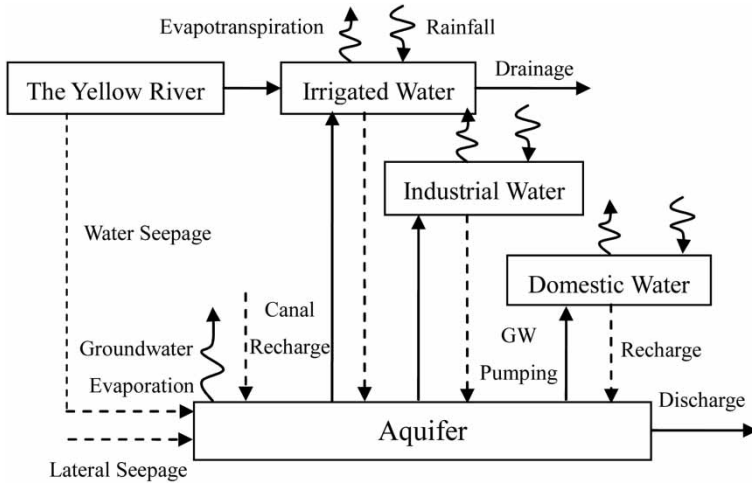 Evapotranspiration
Rainfall
The Yellow River
Irrigated Water
Drainage
Industrial Water
Water Seepage
Domestic Water
Canal
Recharge
Groundwater
Evaporation
GW
Pumping
Recharge
Discharge
Aquifer
Lateral Seepage